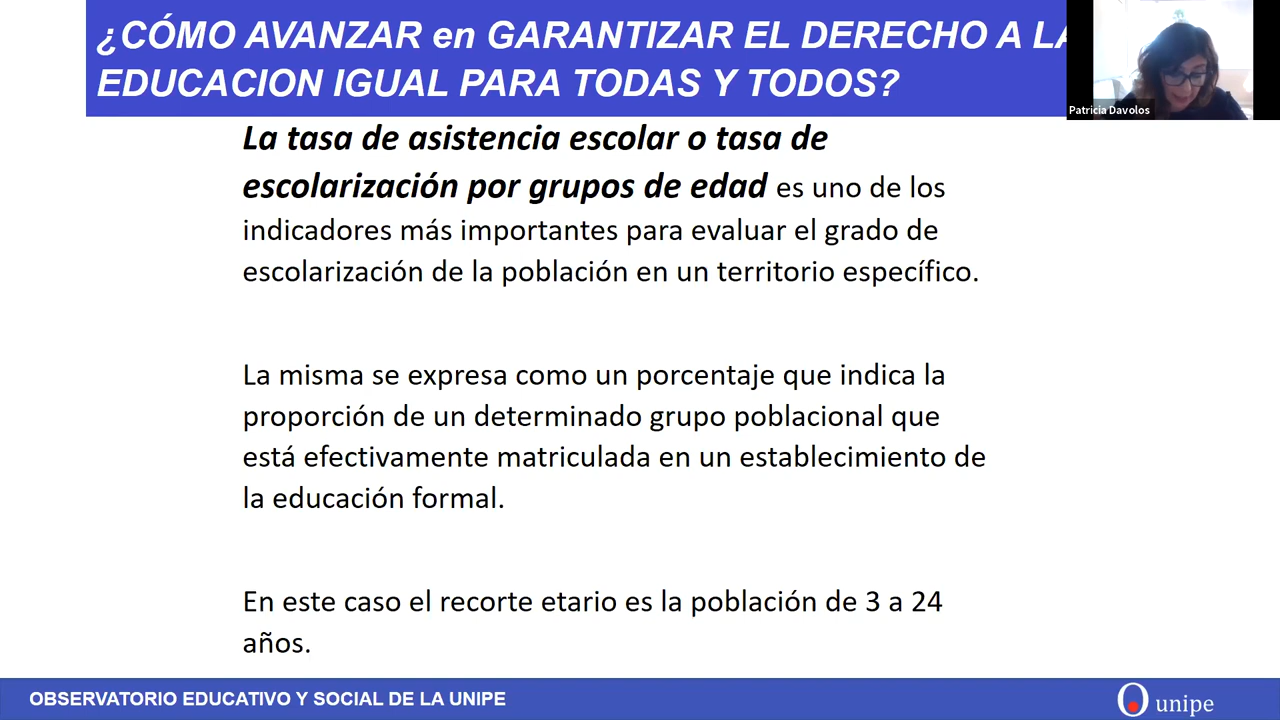 ¿CÓMO AVANZAR en GARANTIZAR EL DERECHO A LA
EDUCACION IGUAL PARA TODAS Y TODOS?
Patricia Davolos
La tasa de asistencia escolar o tasa de
escolarización por grupos de edad es uno de los
indicadores más importantes para evaluar el grado de
escolarización de la población en un territorio específico.
La misma se expresa como un porcentaje que indica la
proporción de un determinado grupo poblacional que
está efectivamente matriculada en un establecimiento de
la educación formal.
En este caso el recorte etario es la población de 3 a 24
años.
OBSERVATORIO EDUCATIVO Y SOCIAL DE LA UNIPE
unipe